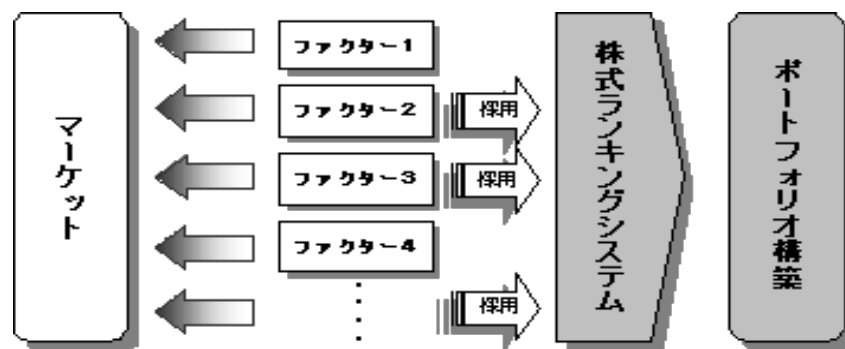 マーケット
ファクター1
ファクター2
採用
ファクター3
採用
ファクター4
採用
株式ランキングシステム
ポートフォリオ構築